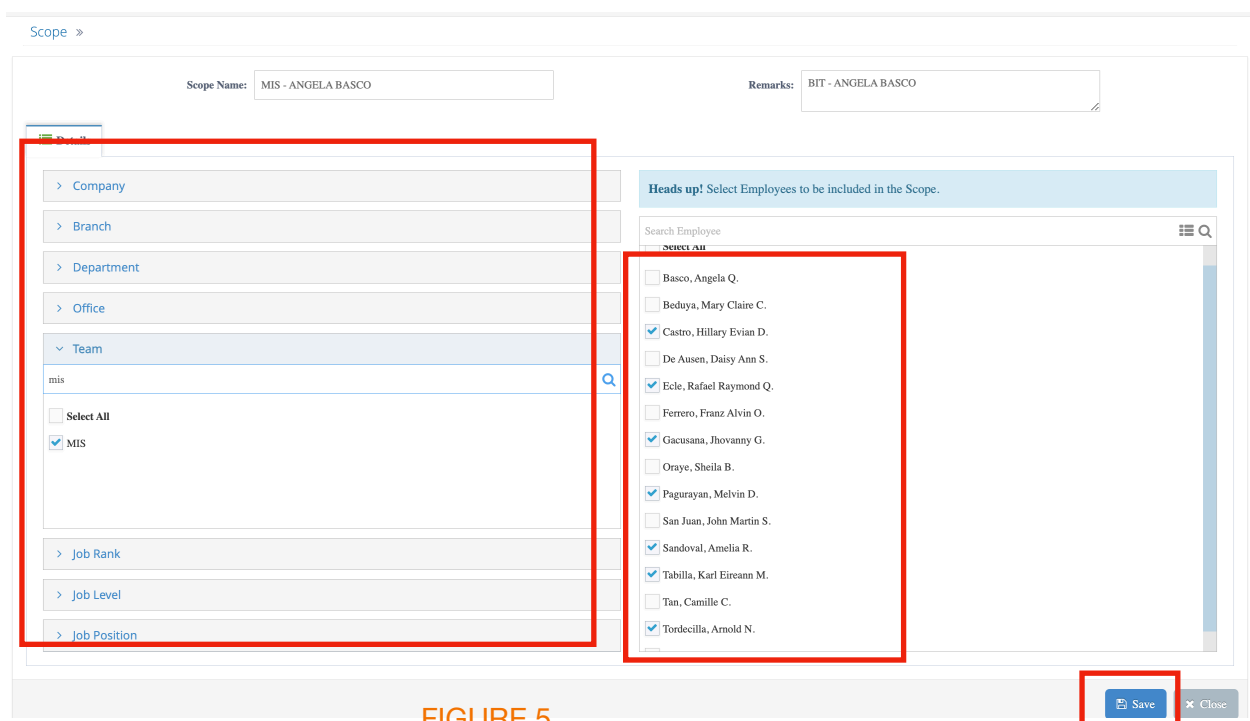 Scope »
Scope Name: MIS - ANGELA BASCO
Remarks: BIT - ANGELA BASCO
Details
Company
Branch
Department
Office
Team
mis
Select All
MIS
Job Rank
Job Level
Job Position
Heads up! Select Employees to be included in the Scope.
Search Employee
Select All
Basco, Angela Q.
Beduya, Mary Claire C.
Castro, Hillary Evian D.
De Ausen, Daisy Ann S.
Ecle, Rafael Raymond Q.
Ferrero, Franz Alvin O.
Gacusana, Jhovanny G.
Oraye, Sheila B.
Pagurayan, Melvin D.
San Juan, John Martin S.
Sandoval, Amelia R.
Tabilla, Karl Eireann M.
Tan, Camille C.
Tordecilla, Arnold N.
Save
Close
FIGURE 5